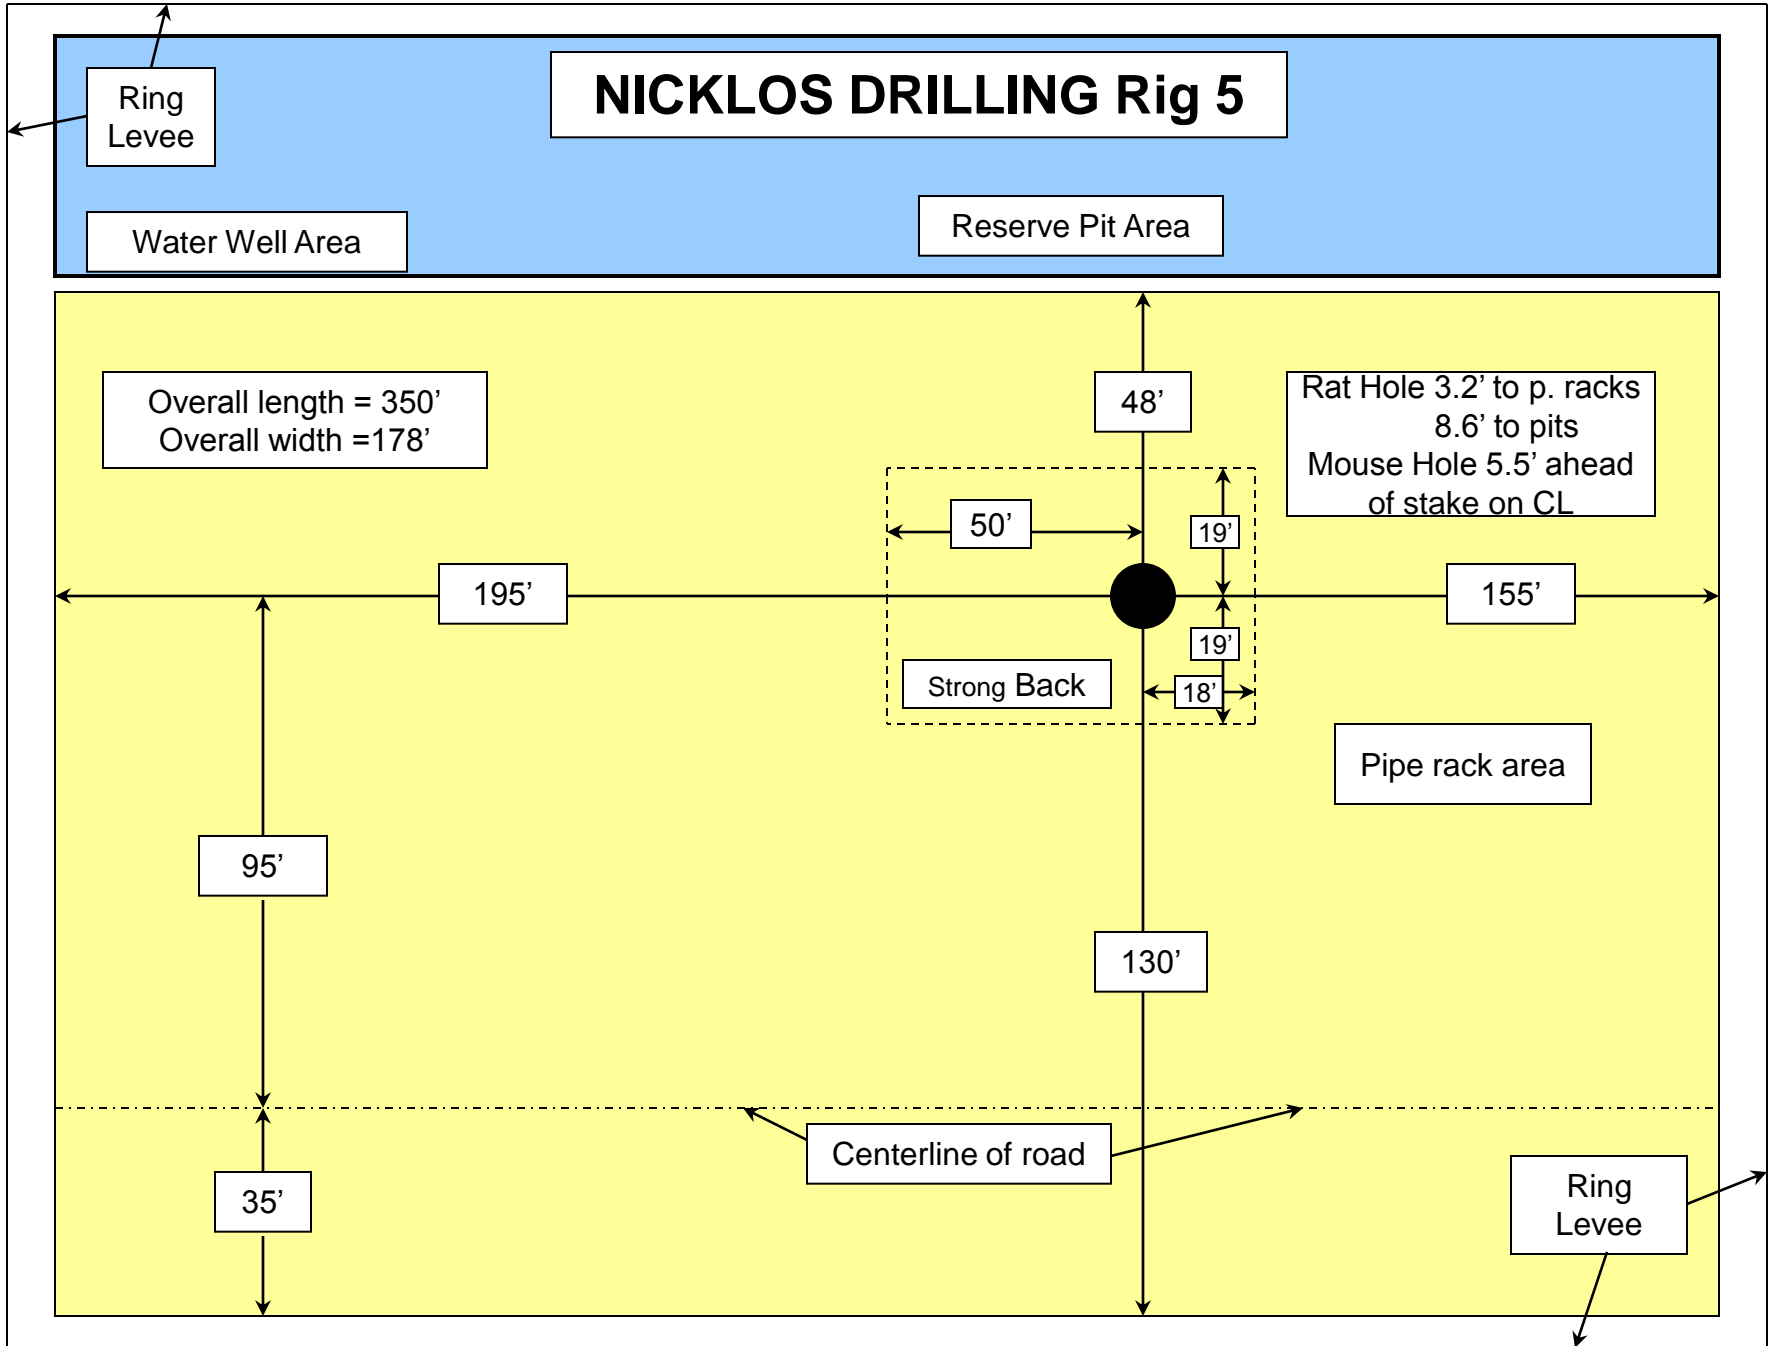 NICKLOS DRILLING Rig 5
Ring
Levee
Water Well Area
Reserve Pit Area
Overall length = 350’
Overall width =178’
48’
Rat Hole 3.2’ to p. racks
8.6’ to pits
Mouse Hole 5.5’ ahead
of stake on CL
50’
19’
195’
155’
19’
Strong Back
18’
Pipe rack area
95’
130’
Centerline of road
35’
Ring
Levee